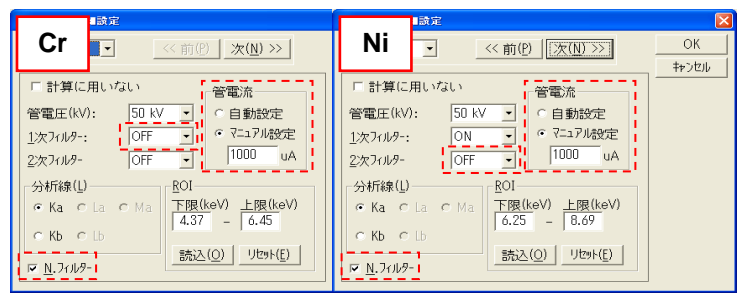 設定
Cr
<< 前(P)
次(N) >>
計算に用いない
管電圧(kV):
50 kV
1次フィルター:
OFF
2次フィルター
OFF
管電流
自動設定
マニュアル設定
1000 uA
分析線(L)
Ka La Ma
Kb Lb
ROI
下限(keV) 上限(keV)
4.37 － 6.45
読込(O) リセット(E)
N.フィルター
設定
Ni
<< 前(P)
次(N) >>
計算に用いない
管電圧(kV):
50 kV
1次フィルター:
ON
2次フィルター
OFF
管電流
自動設定
マニュアル設定
1000 uA
分析線(L)
Ka La Ma
Kb Lb
ROI
下限(keV) 上限(keV)
6.25 － 8.69
読込(O) リセット(E)
N.フィルター
OK
キャンセル